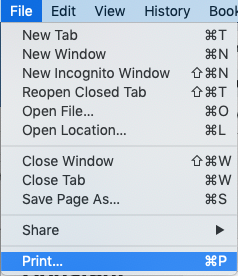 File Edit View History
New Tab ⌘T
New Window ⌘N
New Incognito Window ⇧⌘N
Reopen Closed Tab ⇧⌘T
Open File... ⌘O
Open Location... ⌘L
Close Window ⇧⌘W
Close Tab ⌘W
Save Page As... ⌘S
Share ▶
Print... ⌘P